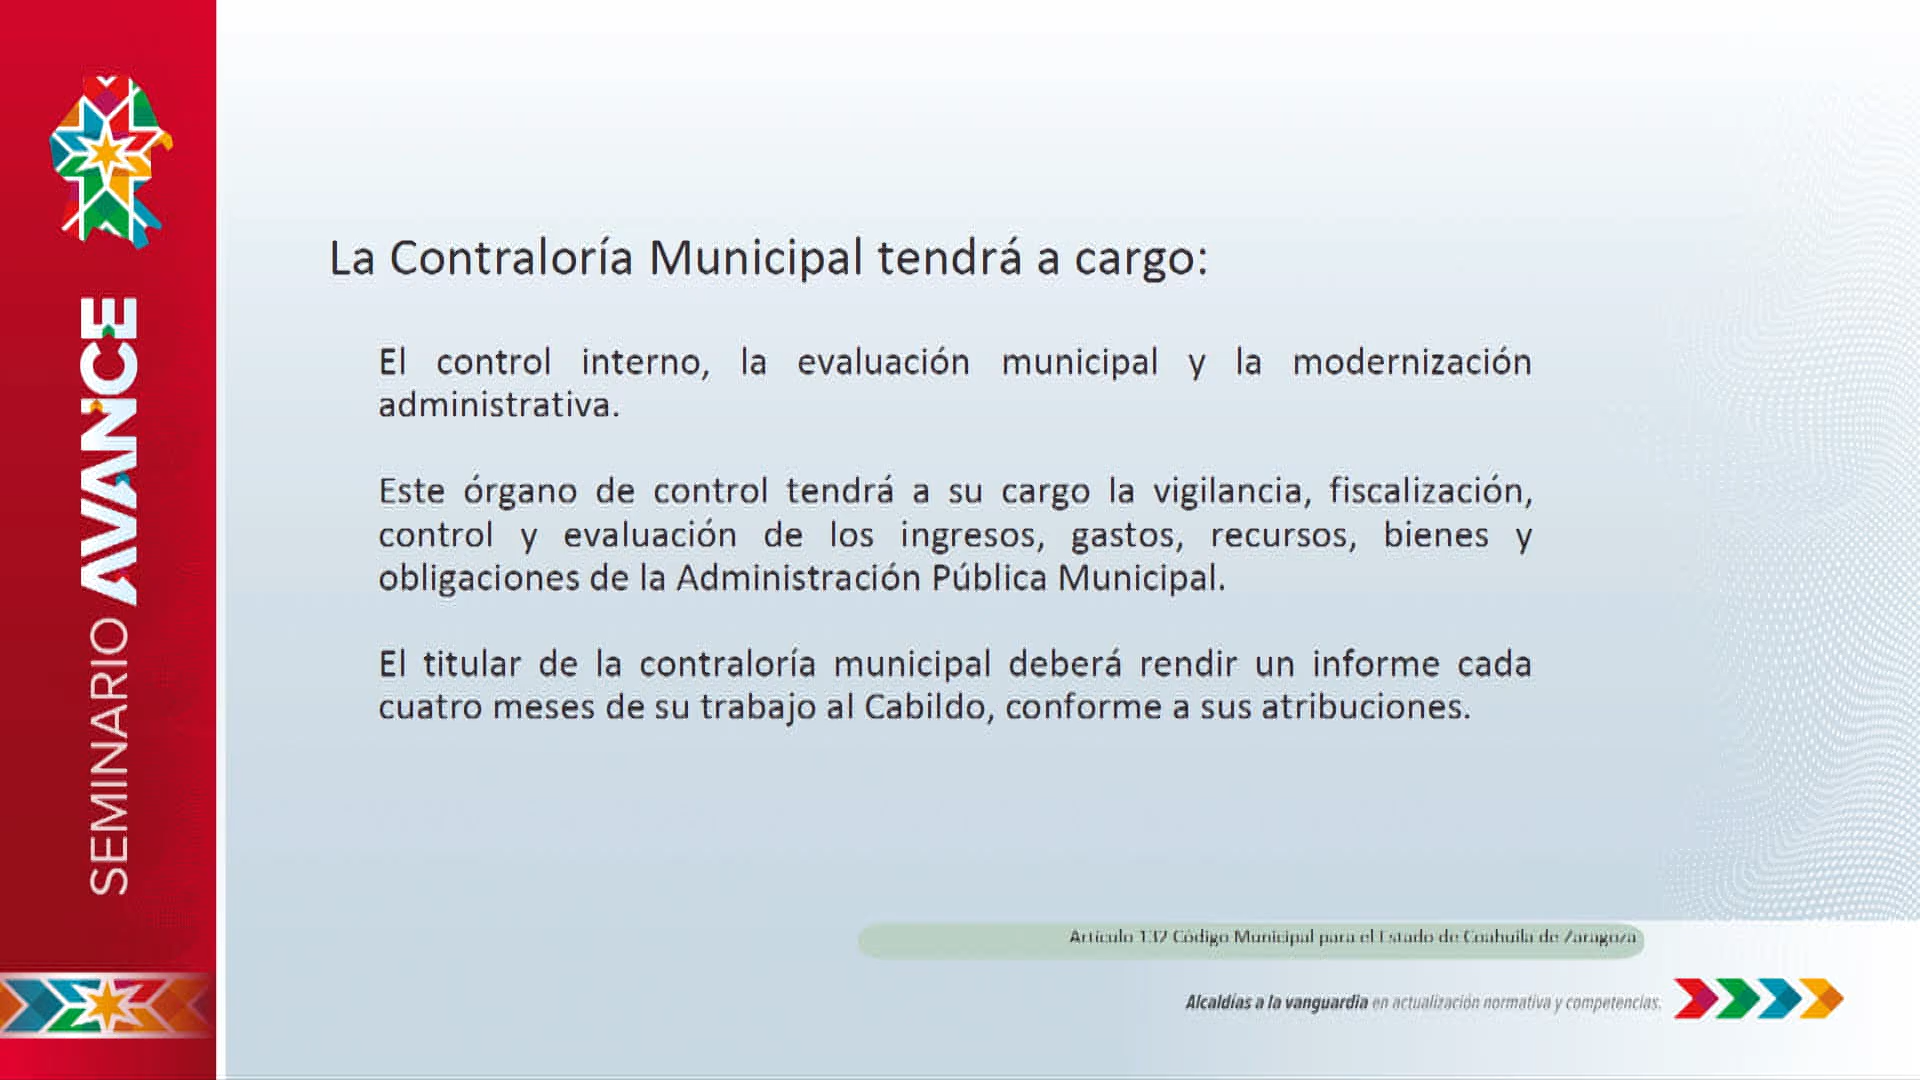 SEMINARIO AVANCE
La Contraloría Municipal tendrá a cargo:
El control interno, la evaluación municipal y la modernización
administrativa.
Este órgano de control tendrá a su cargo la vigilancia, fiscalización,
control y evaluación de los ingresos, gastos, recursos, bienes y
obligaciones de la Administración Pública Municipal.
El titular de la contraloría municipal deberá rendir un informe cada
cuatro meses de su trabajo al Cabildo, conforme a sus atribuciones.
Artículo Código Municipal para el Estado de Coahuila de Zaragoza
Alcaldías a la vanguardia en actualización normativa y competencias.